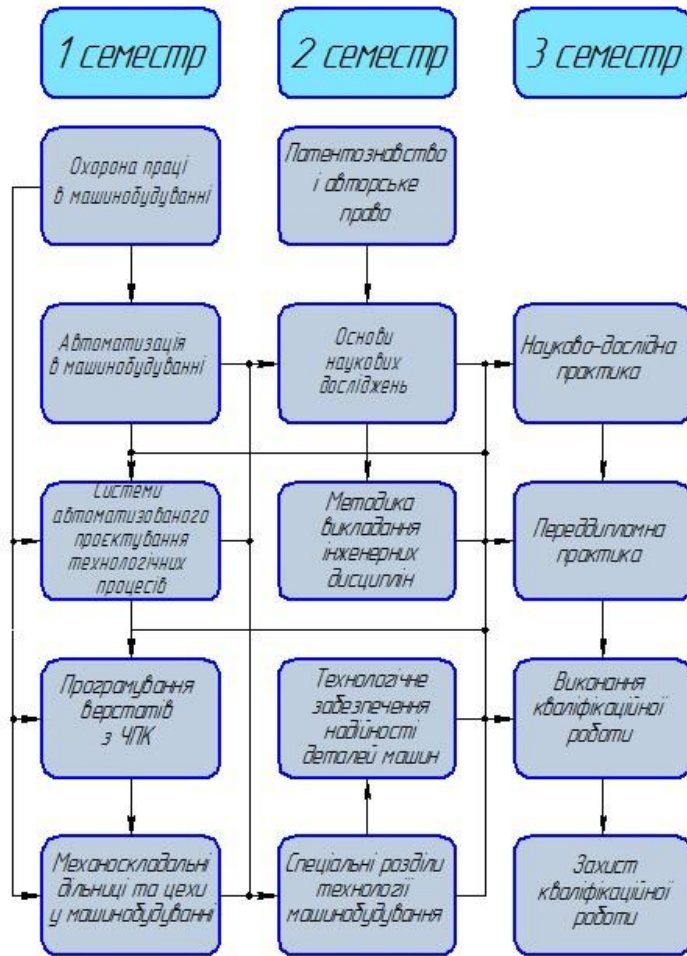 1 семестр
2 семестр
3 семестр
Охорона праці
в машинобудуванні
Патентознавство
і авторське
право
Автоматизація
в машинобудуванні
Основи
наукових
досліджень
Науково-дослідна
практика
Системи
автоматизованого
проєктування
технологічних
процесів
Методика
викладання
інженерних
дисциплін
Переддипломна
практика
Програмування
верстатів
з ЧПК
Технологічне
забезпечення
надійності
деталей машин
Виконання
кваліфікаційної
роботи
Механоскладальні
дільниці та цехи
у машинобудуванні
Спеціальні розділи
технології
машинобудування
Захист
кваліфікаційної
роботи